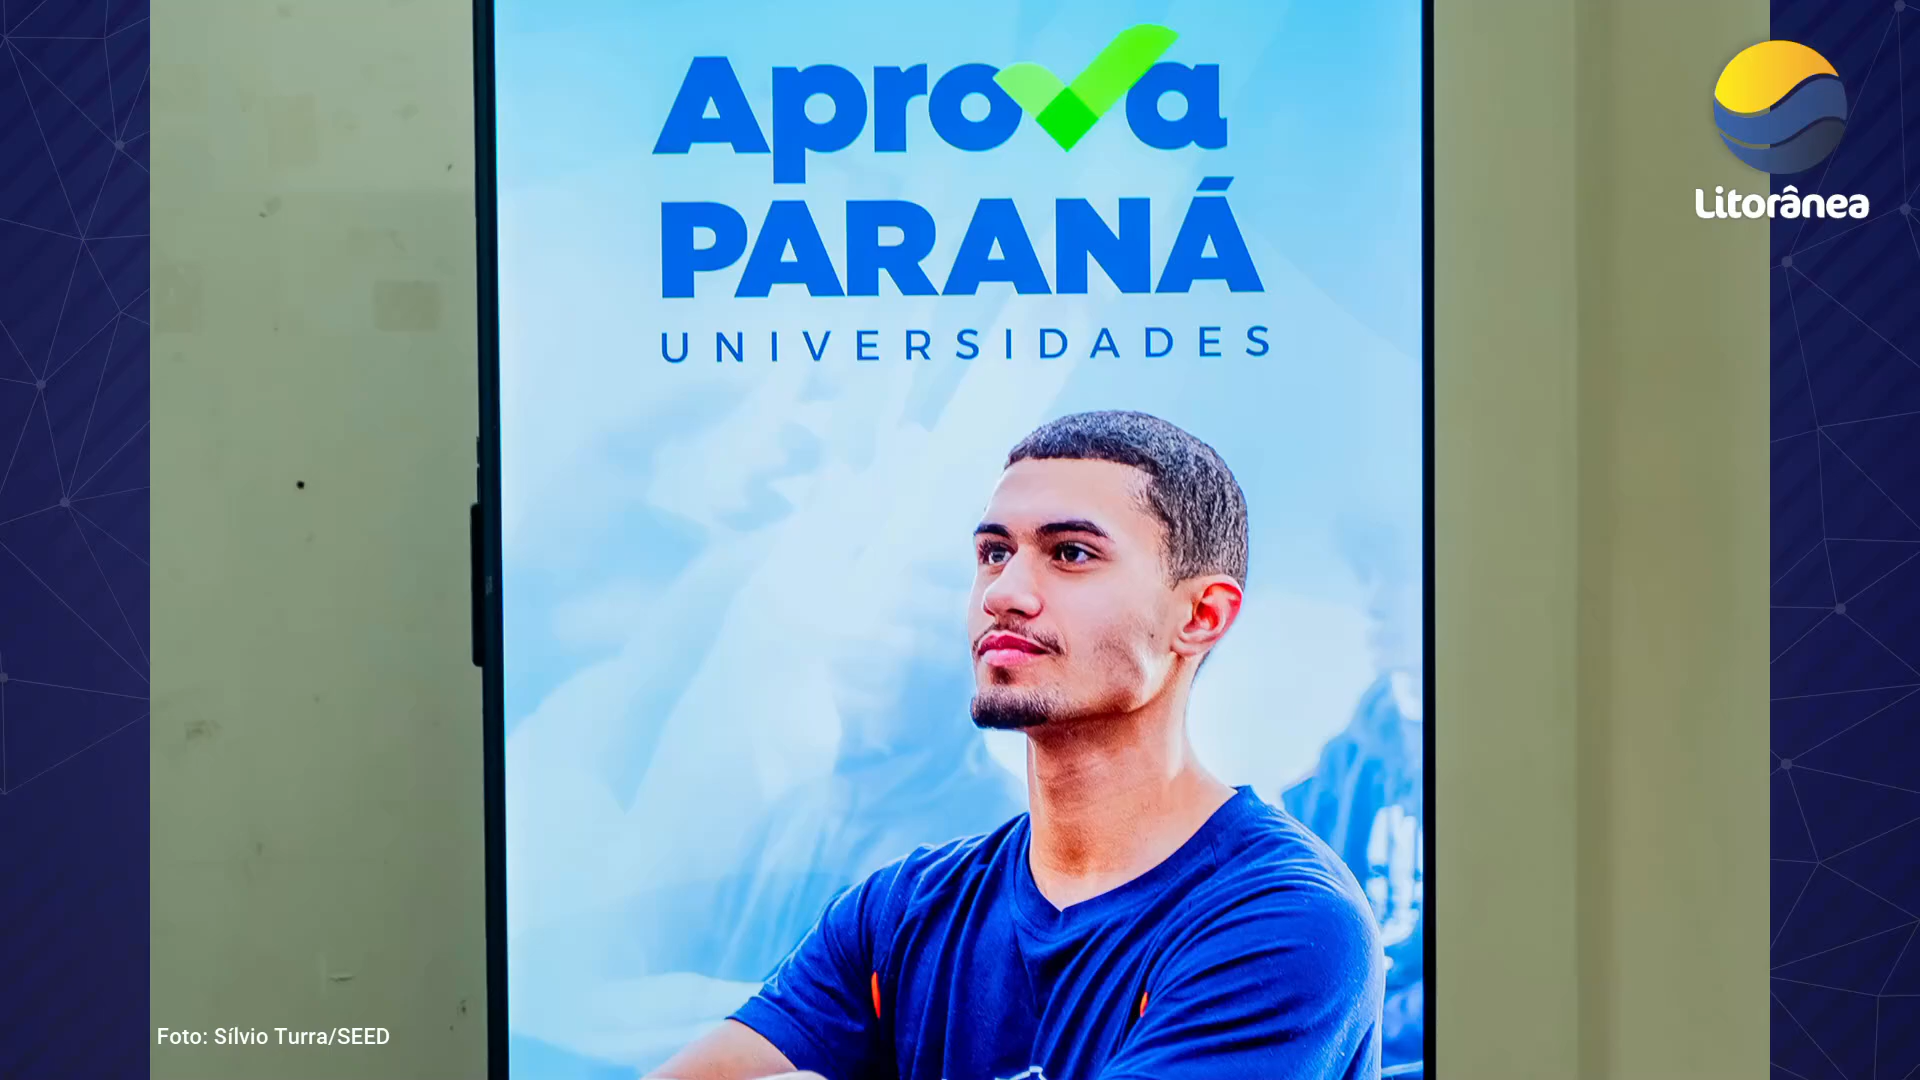 Aprova
PARANÁ
UNIVERSIDADES
Litorânea
Foto: Sílvio Turra/SEED